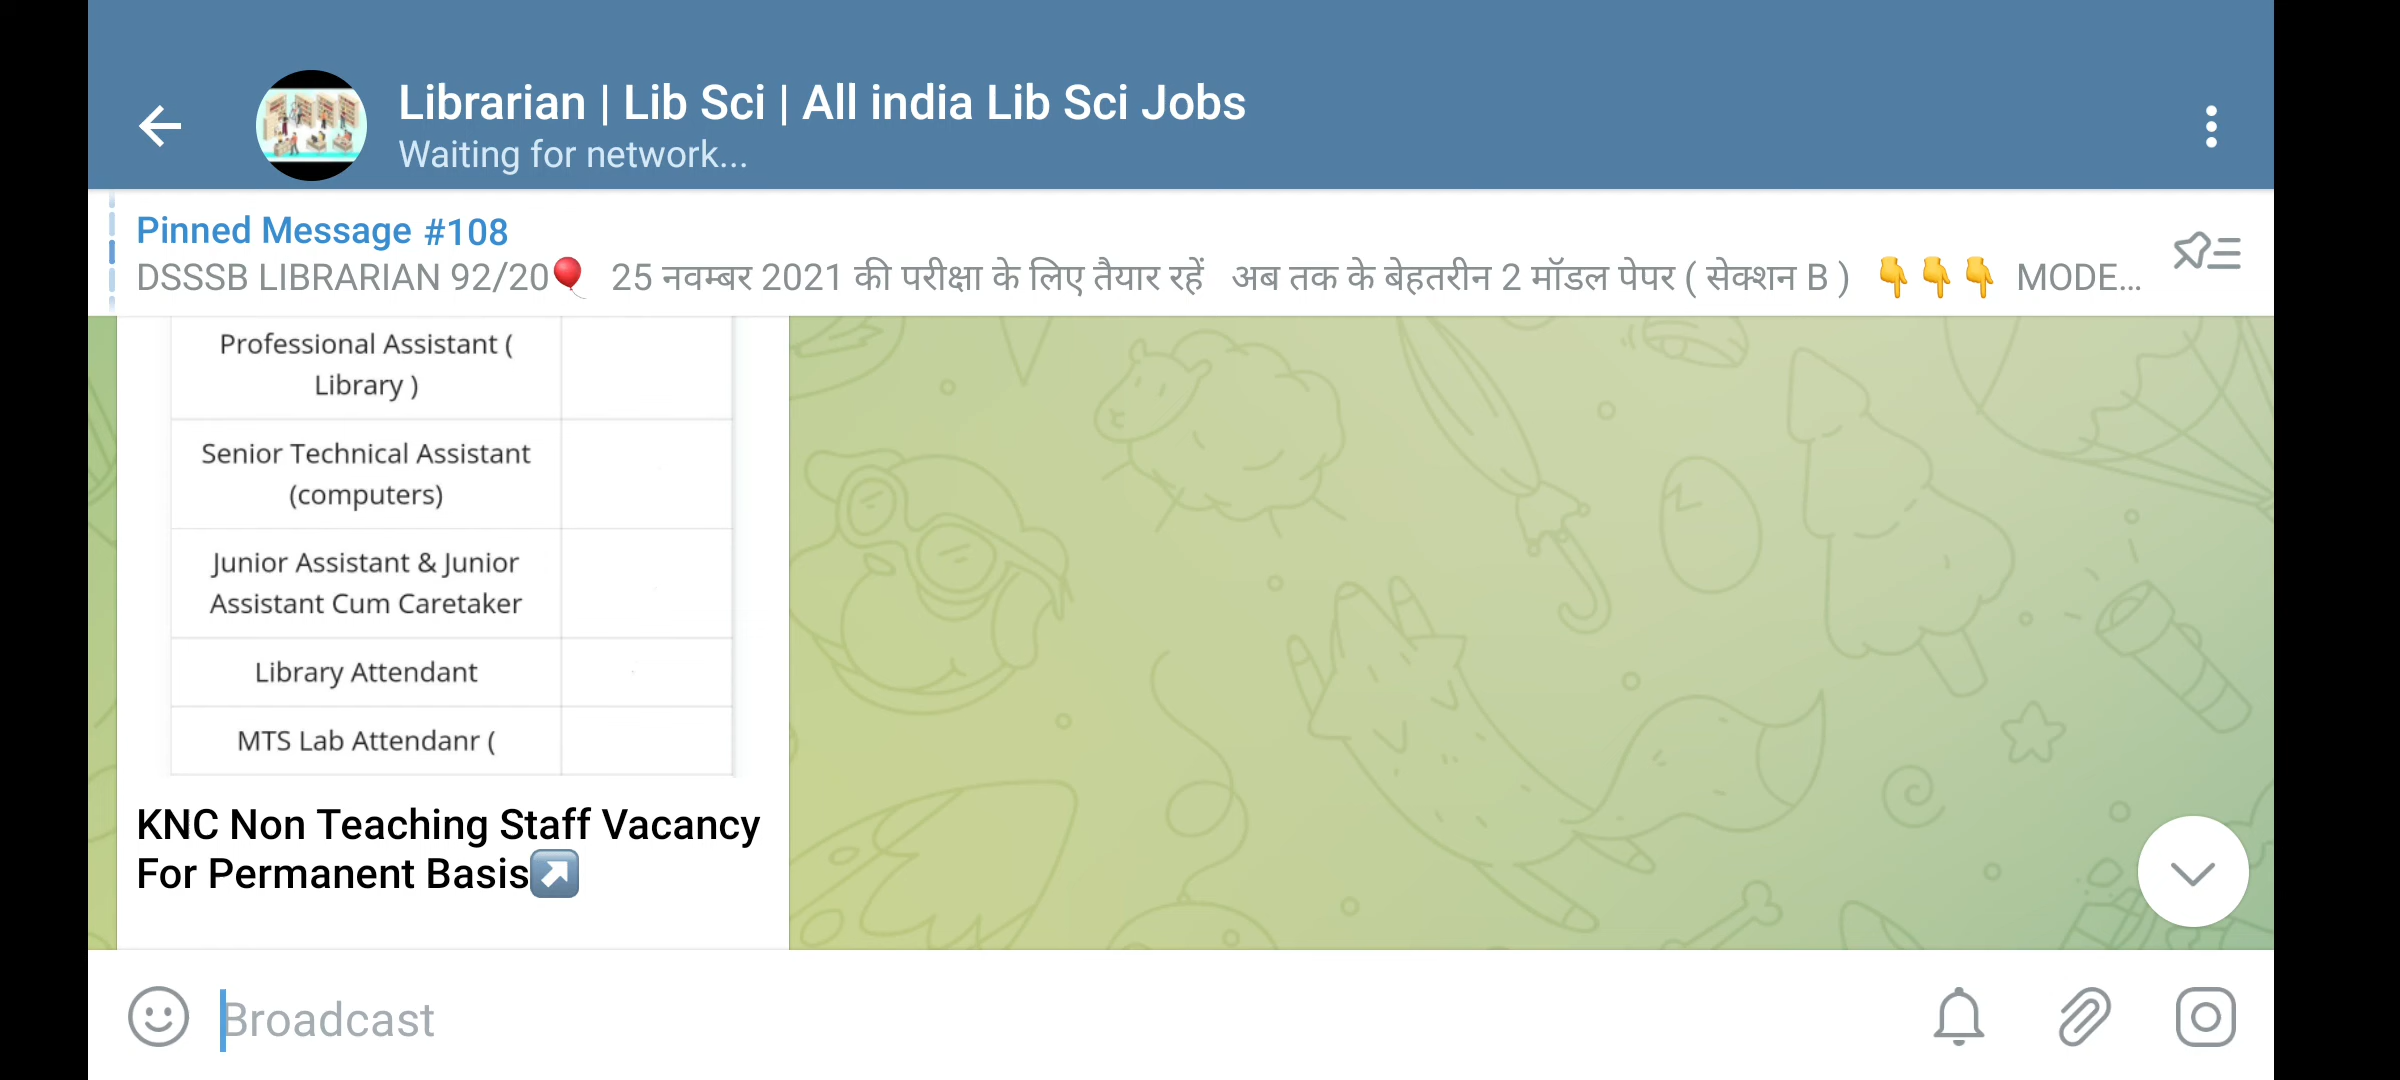 Librarian | Lib Sci | All india Lib Sci Jobs
Waiting for network...
Pinned Message #108
DSSSB LIBRARIAN 92/20🎈 25 नवम्बर 2021 की परीक्षा के लिए तैयार रहें अब तक के बेहतरीन 2 मॉडल पेपर ( सेक्शन B ) 👇👇👇 MODE...
Professional Assistant (
Library )
Senior Technical Assistant
(computers)
Junior Assistant & Junior
Assistant Cum Caretaker
Library Attendant
MTS Lab Attendanr (
KNC Non Teaching Staff Vacancy
For Permanent Basis↗️
Broadcast